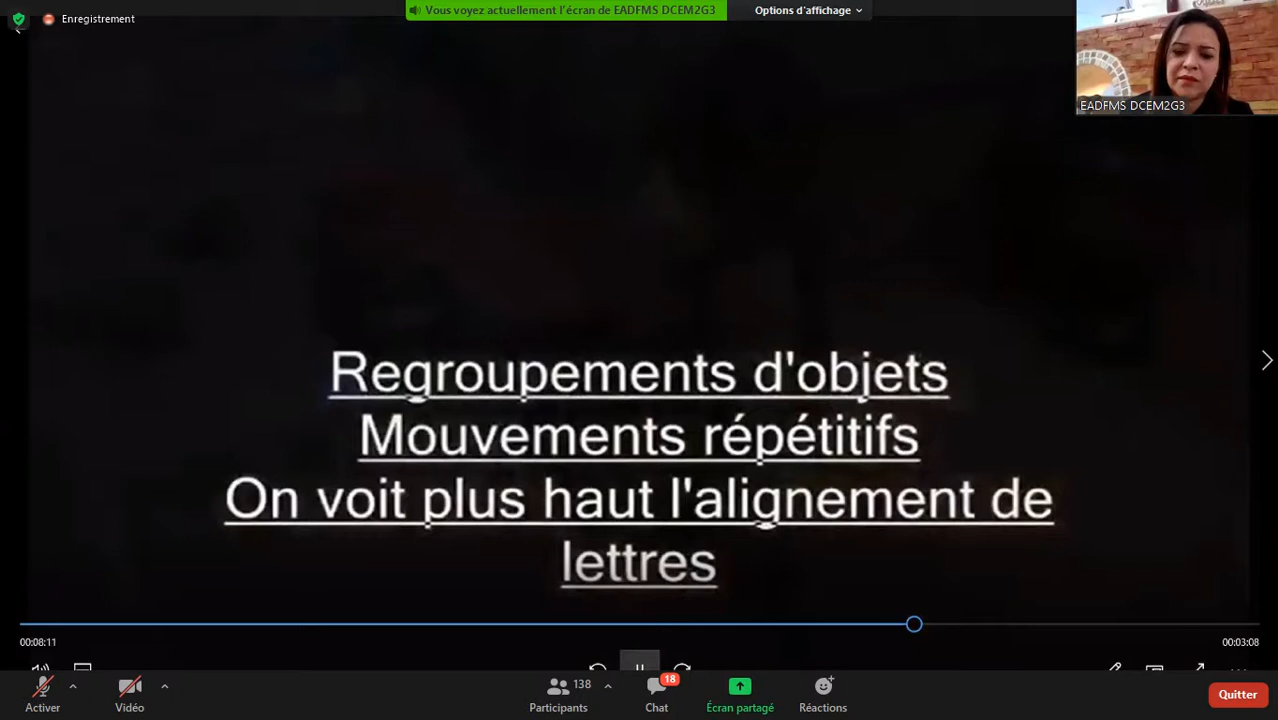 Enregistrement
Vous voyez actuellement l'écran de EADFMS DCEM2G3
Options d'affichage
EADFMS DCEM2G3
Regroupements d'objets
Mouvements répétitifs
On voit plus haut l'alignement de
lettres
00:08:11
00:03:08
138
18
Activer
Vidéo
Participants
Chat
Écran partagé
Réactions
Quitter